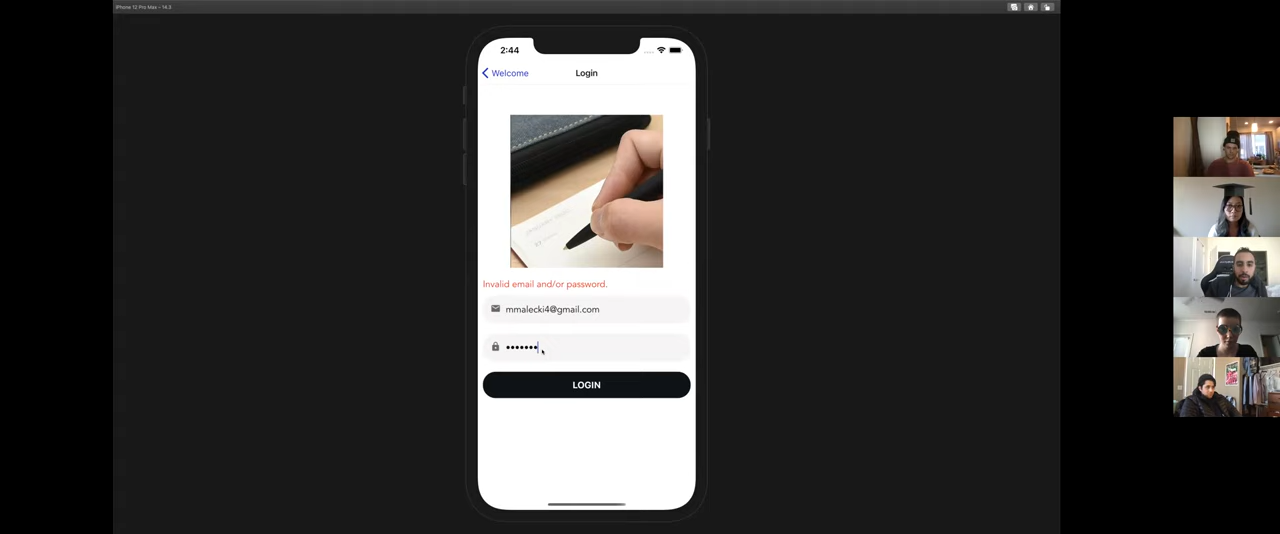 iPhone 12 Pro Max – 14.3
2:44
Welcome
Login
Invalid email and/or password.
mmalecki4@gmail.com
•••••••
LOGIN